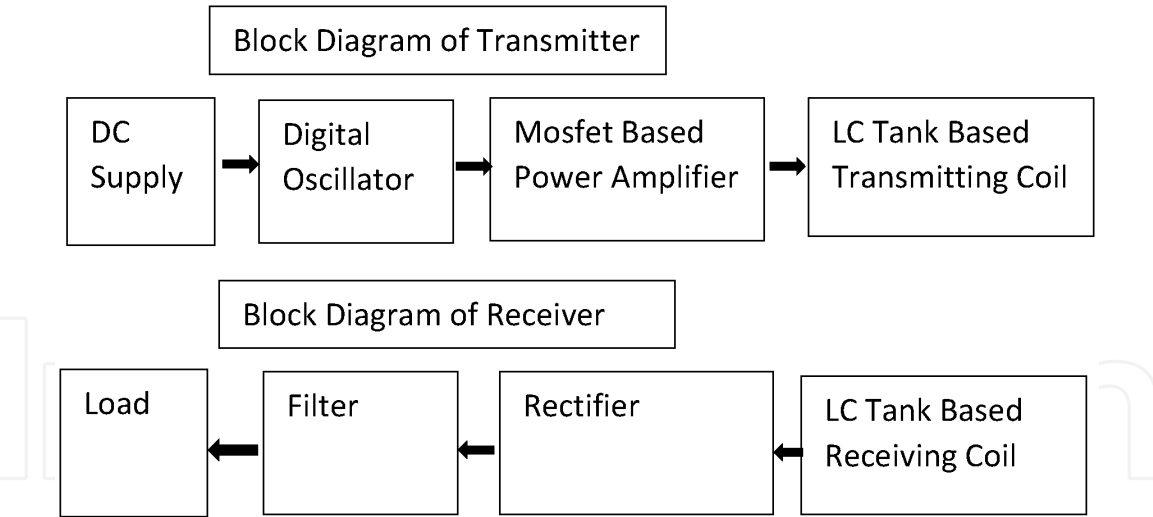 Block Diagram of Transmitter
DC
Supply
Digital
Oscillator
Mosfet Based
Power Amplifier
LC Tank Based
Transmitting Coil
Block Diagram of Receiver
Load
Filter
Rectifier
LC Tank Based
Receiving Coil